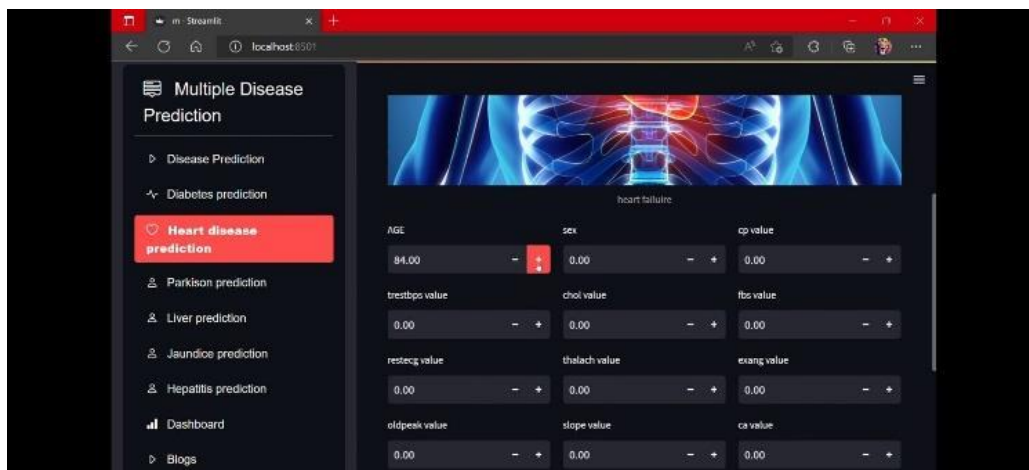 m · Streamlit
localhost:8501
Multiple Disease
Prediction
Disease Prediction
Diabetes prediction
Heart disease
prediction
Parkison prediction
Liver prediction
Jaundice prediction
Hepatitis prediction
Dashboard
Blogs
heart failuire
AGE sex cp value
84.00 - + 0.00 - + 0.00 - +
trestbps value chol value fbs value
0.00 - + 0.00 - + 0.00 - +
restecg value thalach value exang value
0.00 - + 0.00 - + 0.00 - +
oldpeak value slope value ca value
0.00 - + 0.00 - + 0.00 - +